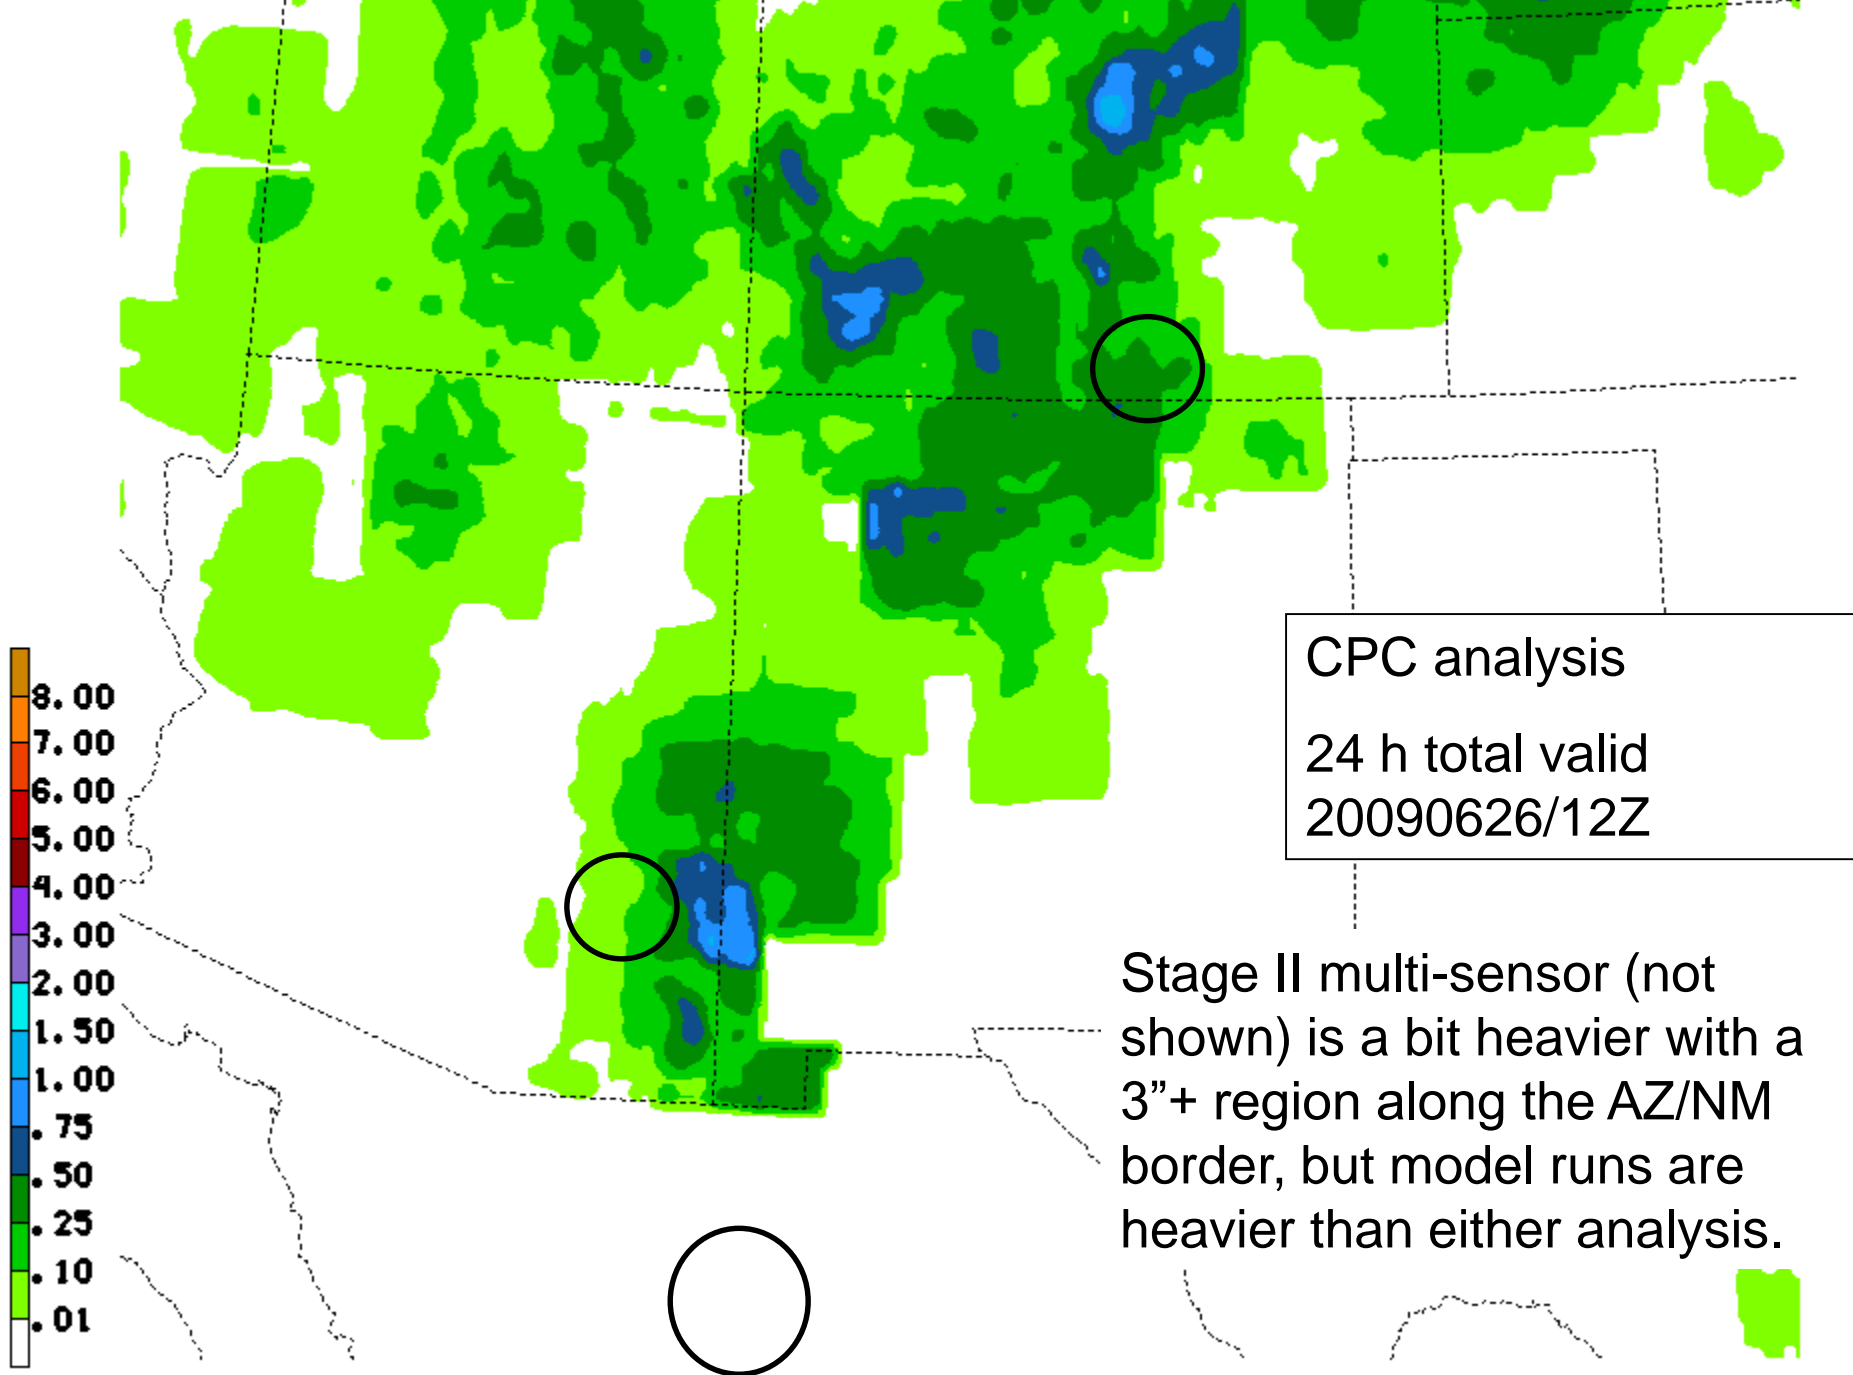 8.00
7.00
6.00
5.00
4.00
3.00
2.00
1.50
1.00
.75
.50
.25
.10
.01
CPC analysis
24 h total valid
20090626/12Z
Stage II multi-sensor (not
shown) is a bit heavier with a
3”+ region along the AZ/NM
border, but model runs are
heavier than either analysis.